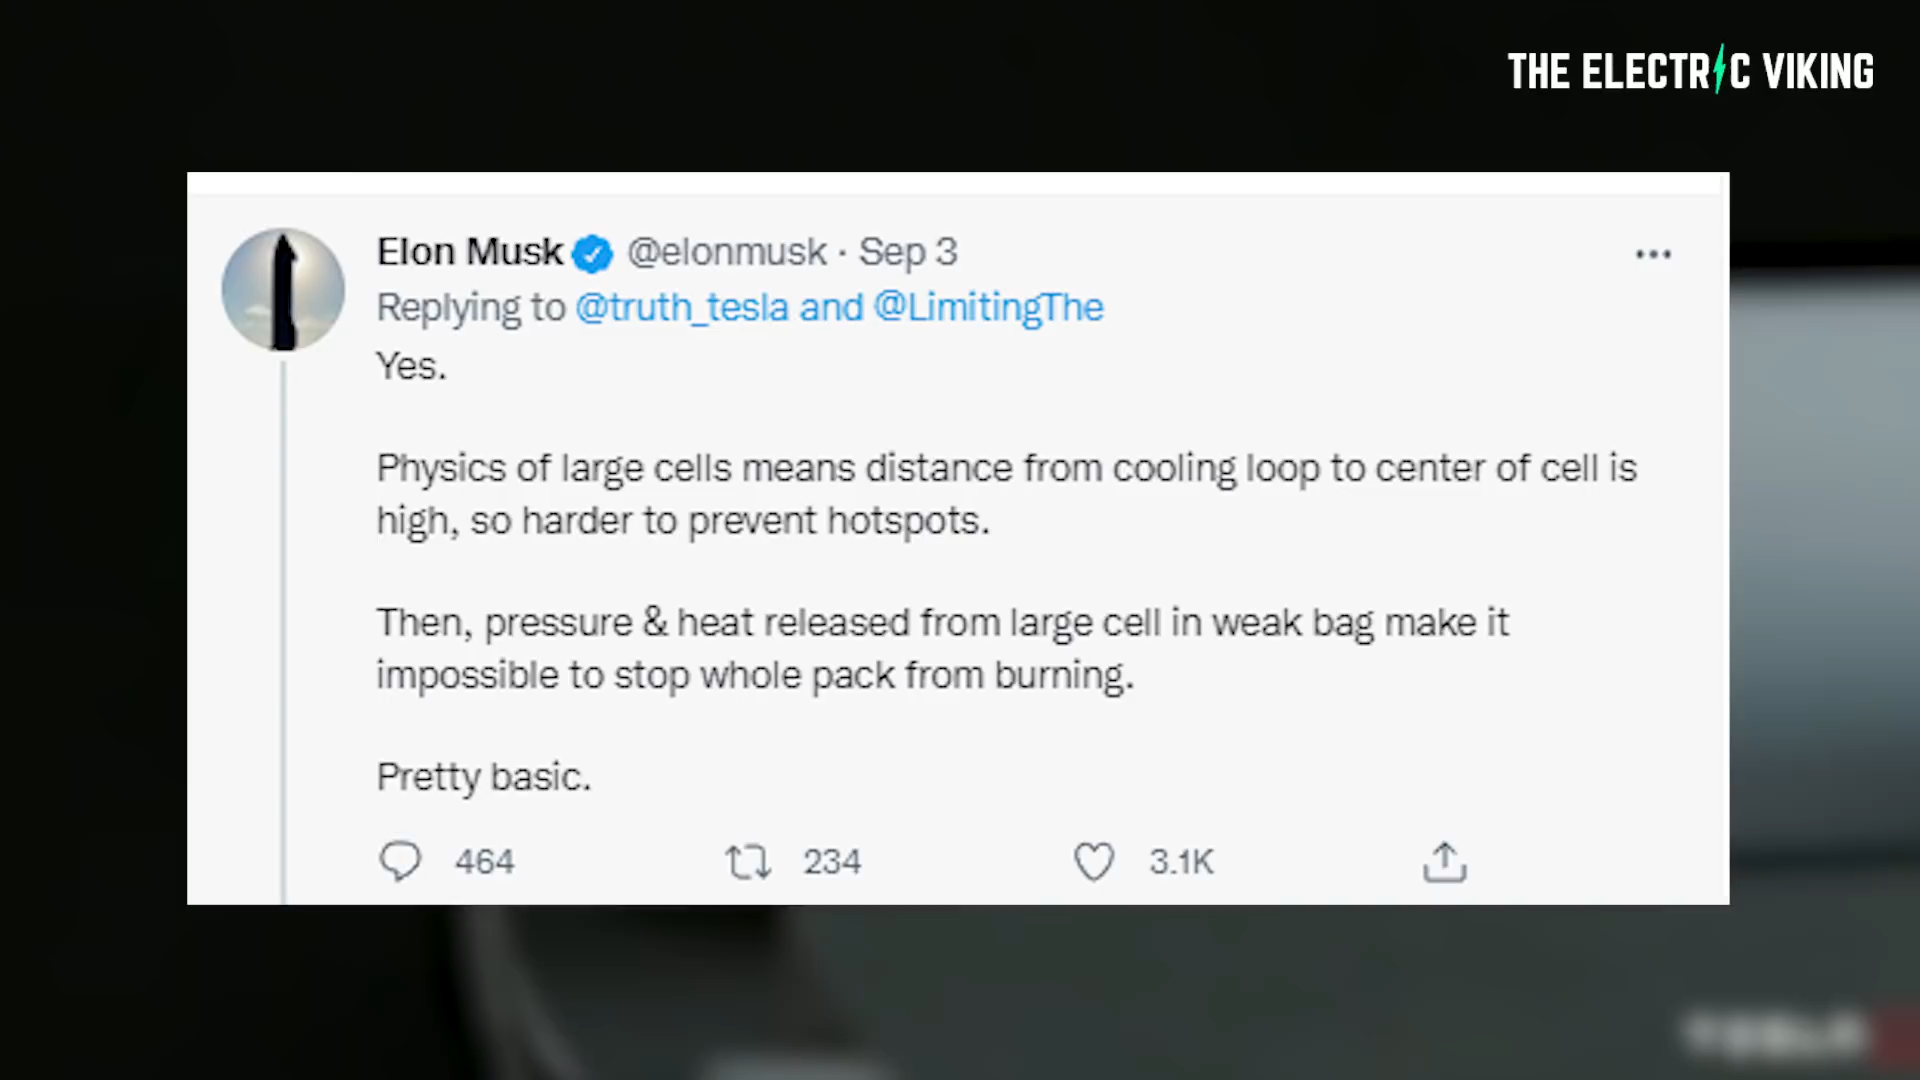 THE ELECTRIC VIKING
Elon Musk @elonmusk · Sep 3
Replying to @truth_tesla and @LimitingThe
Yes.
Physics of large cells means distance from cooling loop to center of cell is
high, so harder to prevent hotspots.
Then, pressure & heat released from large cell in weak bag make it
impossible to stop whole pack from burning.
Pretty basic.
464 234 3.1K